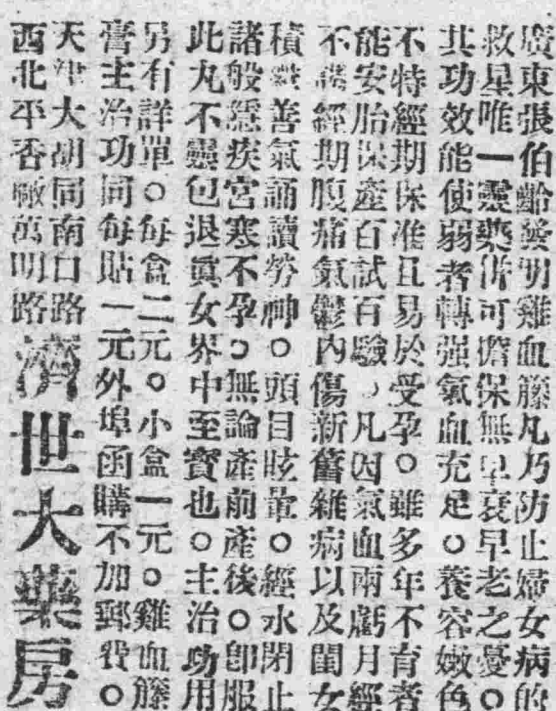 廣東張伯齡發明雞血籐凡乃防止婦女病的
救星唯一靈藥併可擔保無早衰早老之憂○
其功效能使弱者轉强氣血充足○養容嫩色
不特經期保准且易於受孕○雖多年不育者
能安胎保產百試百驗○凡因氣血兩虧月經
不調經期腹痛氣鬱內傷新舊雜病以及閨女
積善氣誦讀勞神○頭目眩暈○經水閉止
諸般隱疾宮寒不孕○無論產前產後○卽服
此丸不靈包退眞女界中至寶也○主治功用
另有詳單○每盒二元○小盒一元○雞血籐
膏主治功同每貼一元外埠函購不加郵費○
天津大胡同南口路
西北平香厰萬明路
濟世大藥房